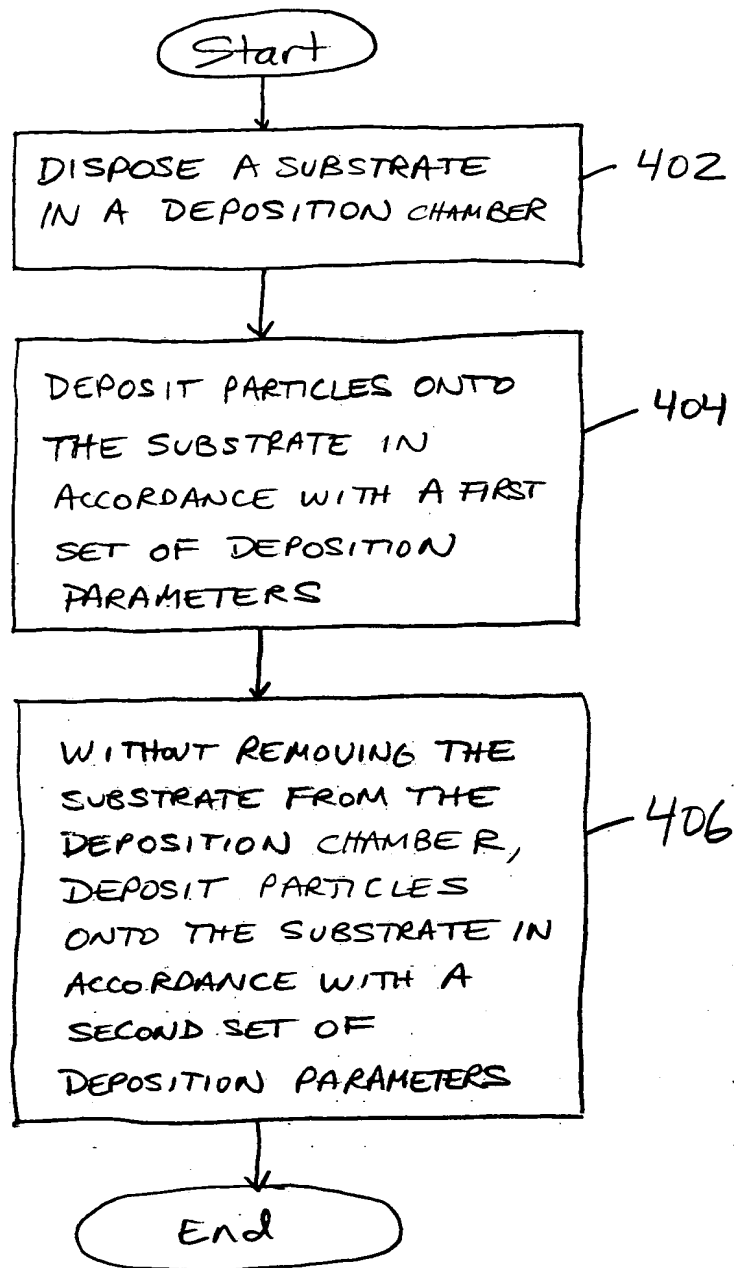 Start
DISPOSE A SUBSTRATE
IN A DEPOSITION CHAMBER
402
DEPOSIT PARTICLES ONTO
THE SUBSTRATE IN
ACCORDANCE WITH A FIRST
SET OF DEPOSITION
PARAMETERS
404
WITHOUT REMOVING THE
SUBSTRATE FROM THE
DEPOSITION CHAMBER,
DEPOSIT PARTICLES
ONTO THE SUBSTRATE IN
ACCORDANCE WITH A
SECOND SET OF
DEPOSITION PARAMETERS
406
End